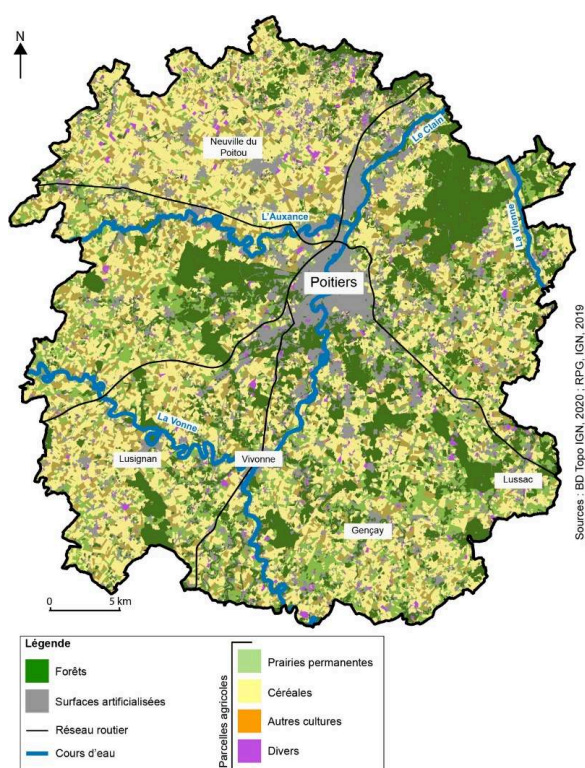 N
Neuville du
Poitou
Le Clain
L'Auxance
La Vienne
Poitiers
La Vonne
Lusignan
Vivonne
Lussac
Gençay
0 5 km
Sources : BD Topo IGN, 2020 ; RPG, IGN, 2019
Légende
Forêts
Surfaces artificialisées
Réseau routier
Cours d'eau
Parcelles agricoles
Prairies permanentes
Céréales
Autres cultures
Divers